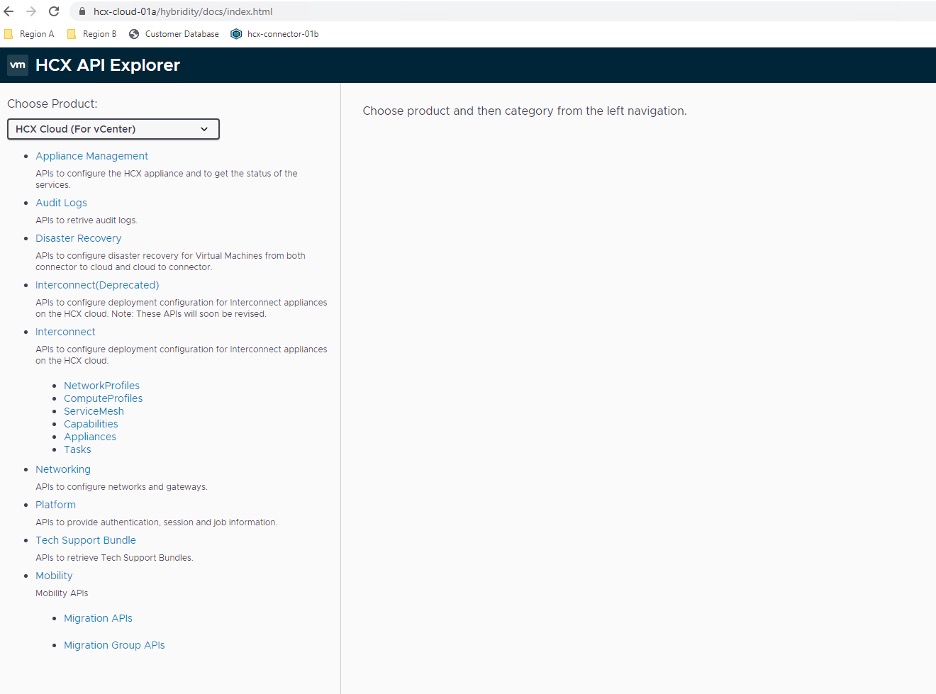 hcx-cloud-01a/hybridity/docs/index.html
Region A Region B Customer Database hcx-connector-01b
vm HCX API Explorer
Choose Product:
HCX Cloud (For vCenter)
Choose product and then category from the left navigation.
Appliance Management
APIs to configure the HCX appliance and to get the status of the
services.
Audit Logs
APIs to retrive audit logs.
Disaster Recovery
APIs to configure disaster recovery for Virtual Machines from both
connector to cloud and cloud to connector.
Interconnect(Deprecated)
APIs to configure deployment configuration for Interconnect appliances
on the HCX cloud. Note: These APIs will soon be revised.
Interconnect
APIs to configure deployment configuration for Interconnect appliances
on the HCX cloud.
NetworkProfiles
ComputeProfiles
ServiceMesh
Capabilities
Appliances
Tasks
Networking
APIs to configure networks and gateways.
Platform
APIs to provide authentication, session and job information.
Tech Support Bundle
APIs to retrieve Tech Support Bundles.
Mobility
Mobility APIs
Migration APIs
Migration Group APIs